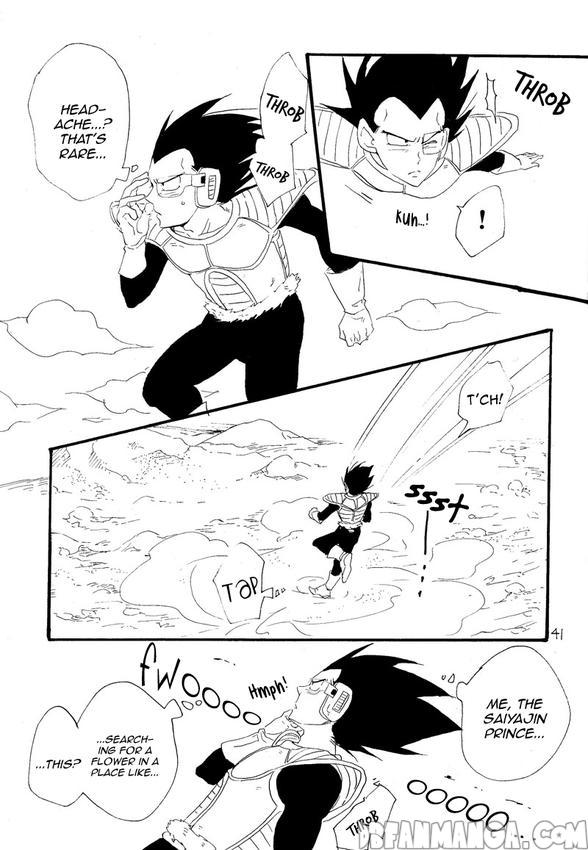 THROB
!
KUH...!
THROB
THROB
HEAD-
ACHE...?
THAT'S
RARE...
T'CH!
SSST
TAP
41
ME, THE
SAIYAJIN
PRINCE...
Hmph!
FWOOOO
...SEARCH-
ING FOR A
FLOWER IN A
PLACE LIKE...
...THIS?
OOOOO
THROB
DBFANMANGA.COM